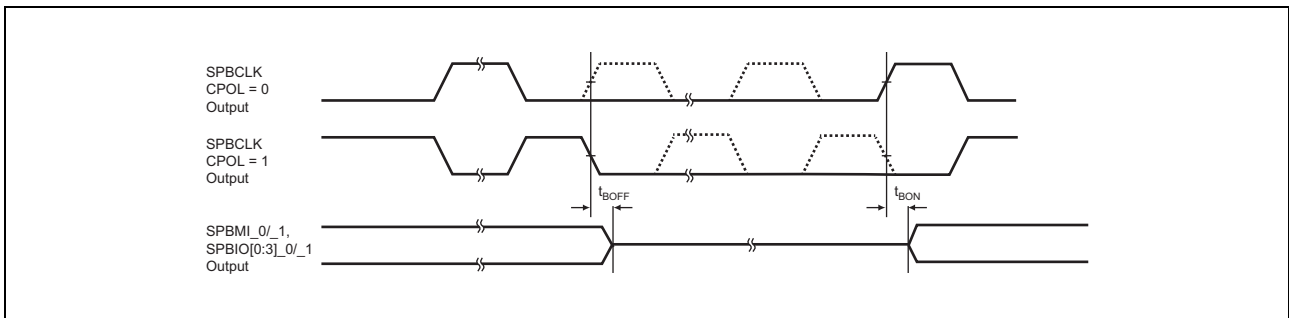 SPBCLK
CPOL = 0
Output
SPBCLK
CPOL = 1
Output
tBOFF
tBON
SPBMI_0/_1,
SPBIO[0:3]_0/_1
Output